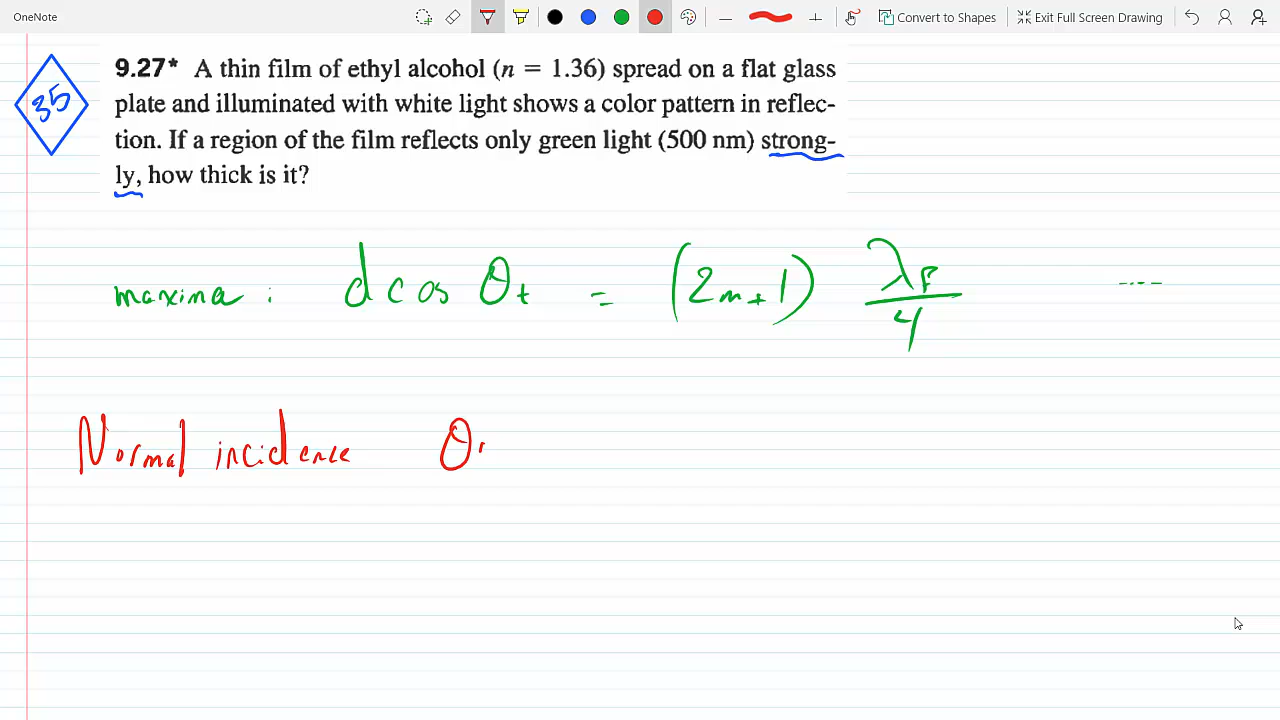 OneNote
Convert to Shapes
Exit Full Screen Drawing
35
9.27* A thin film of ethyl alcohol (n = 1.36) spread on a flat glass
plate and illuminated with white light shows a color pattern in reflec-
tion. If a region of the film reflects only green light (500 nm) strong-
ly, how thick is it?
maxima : d cos θt = (2m+1) λf/4 ----
Normal incidence θ